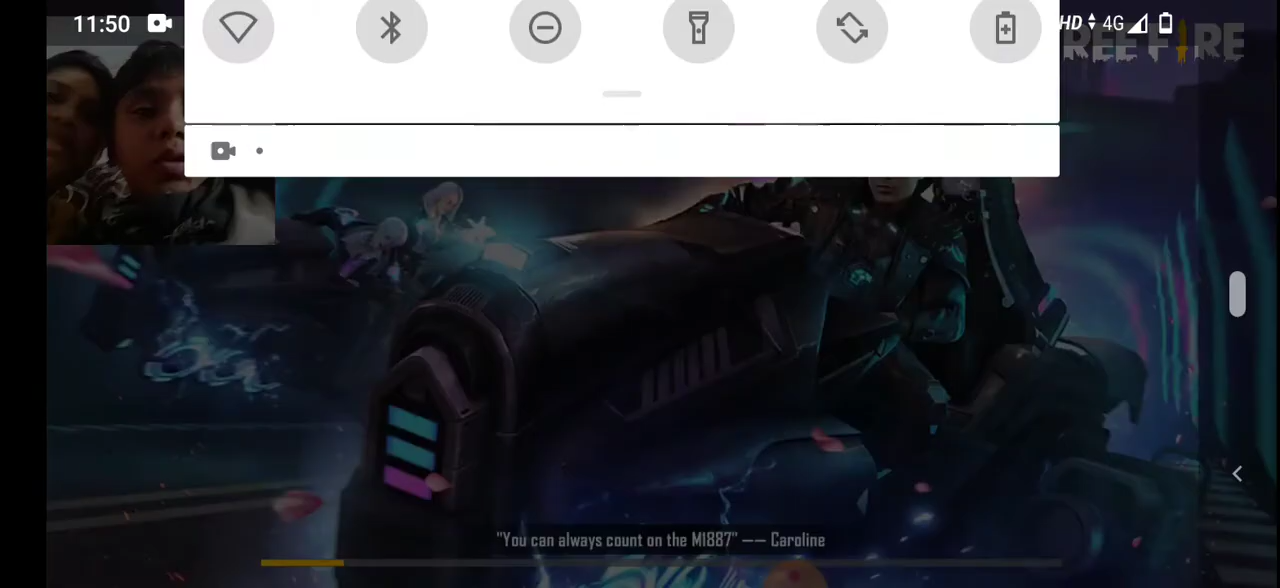 11:50
HD 4G
FREE FIRE
"You can always count on the M1887" —— Caroline